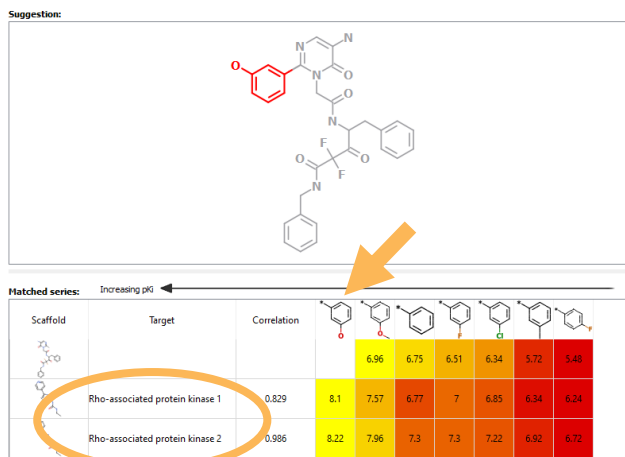 Suggestion:
N
N
N
O
O
O
N
F
F
O
O
N
Matched series:
Increasing pKi
Scaffold
Target
Correlation
* O
* O
*
* F
* Cl
*
* F
6.96
6.75
6.51
6.34
5.72
5.48
Rho-associated protein kinase 1
0.829
8.1
7.57
6.77
7
6.85
6.34
6.24
Rho-associated protein kinase 2
0.986
8.22
7.96
7.3
7.3
7.22
6.92
6.72